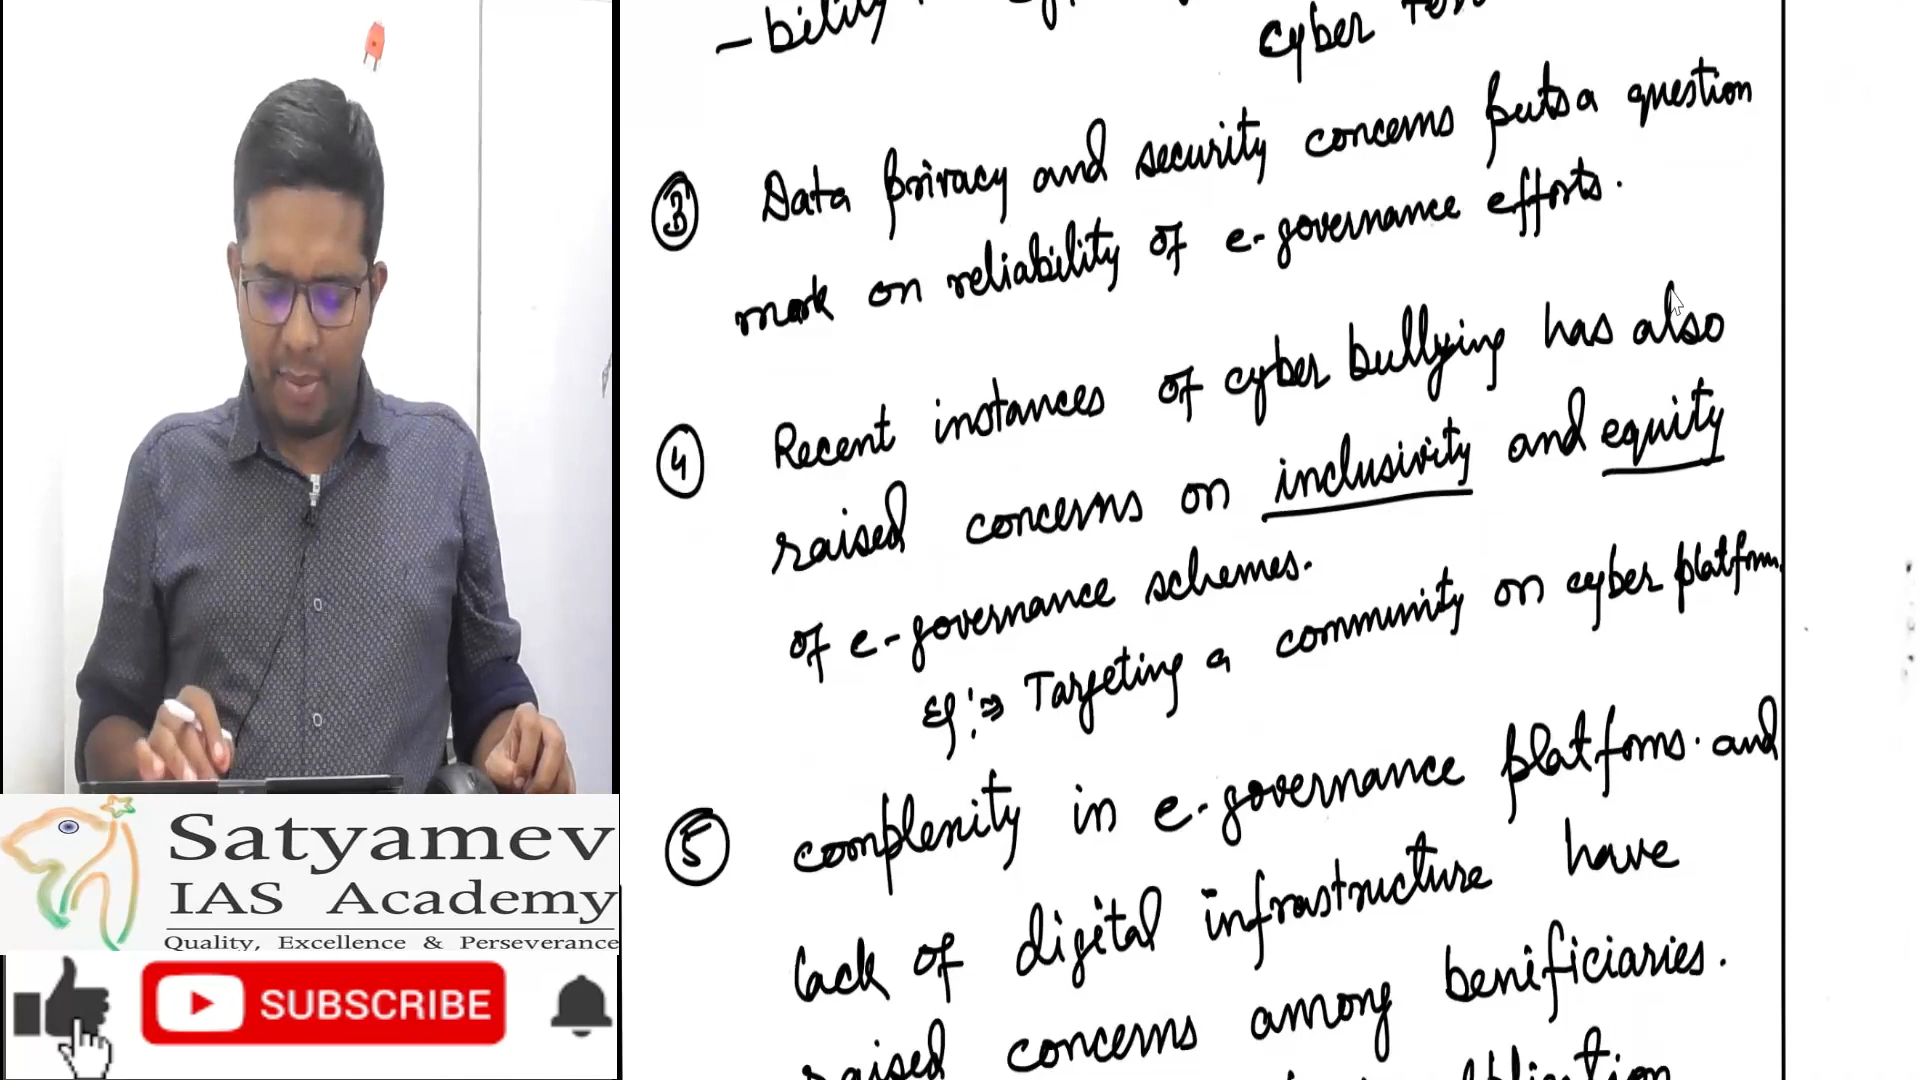 - bility
cyber
③ Data privacy and security concerns puts a question
mark on reliability of e-governance efforts.
④ Recent instances of cyber bullying has also
raised concerns on inclusivity and equity
of e-governance schemes.
Eg:⇒ Targeting a community on cyber platform
⑤ complexity in e-governance platforms. and
lack of digital infrastructure have
raised concerns among benificiaries.
Satyamev
IAS Academy
Quality, Excellence & Perseverance
SUBSCRIBE